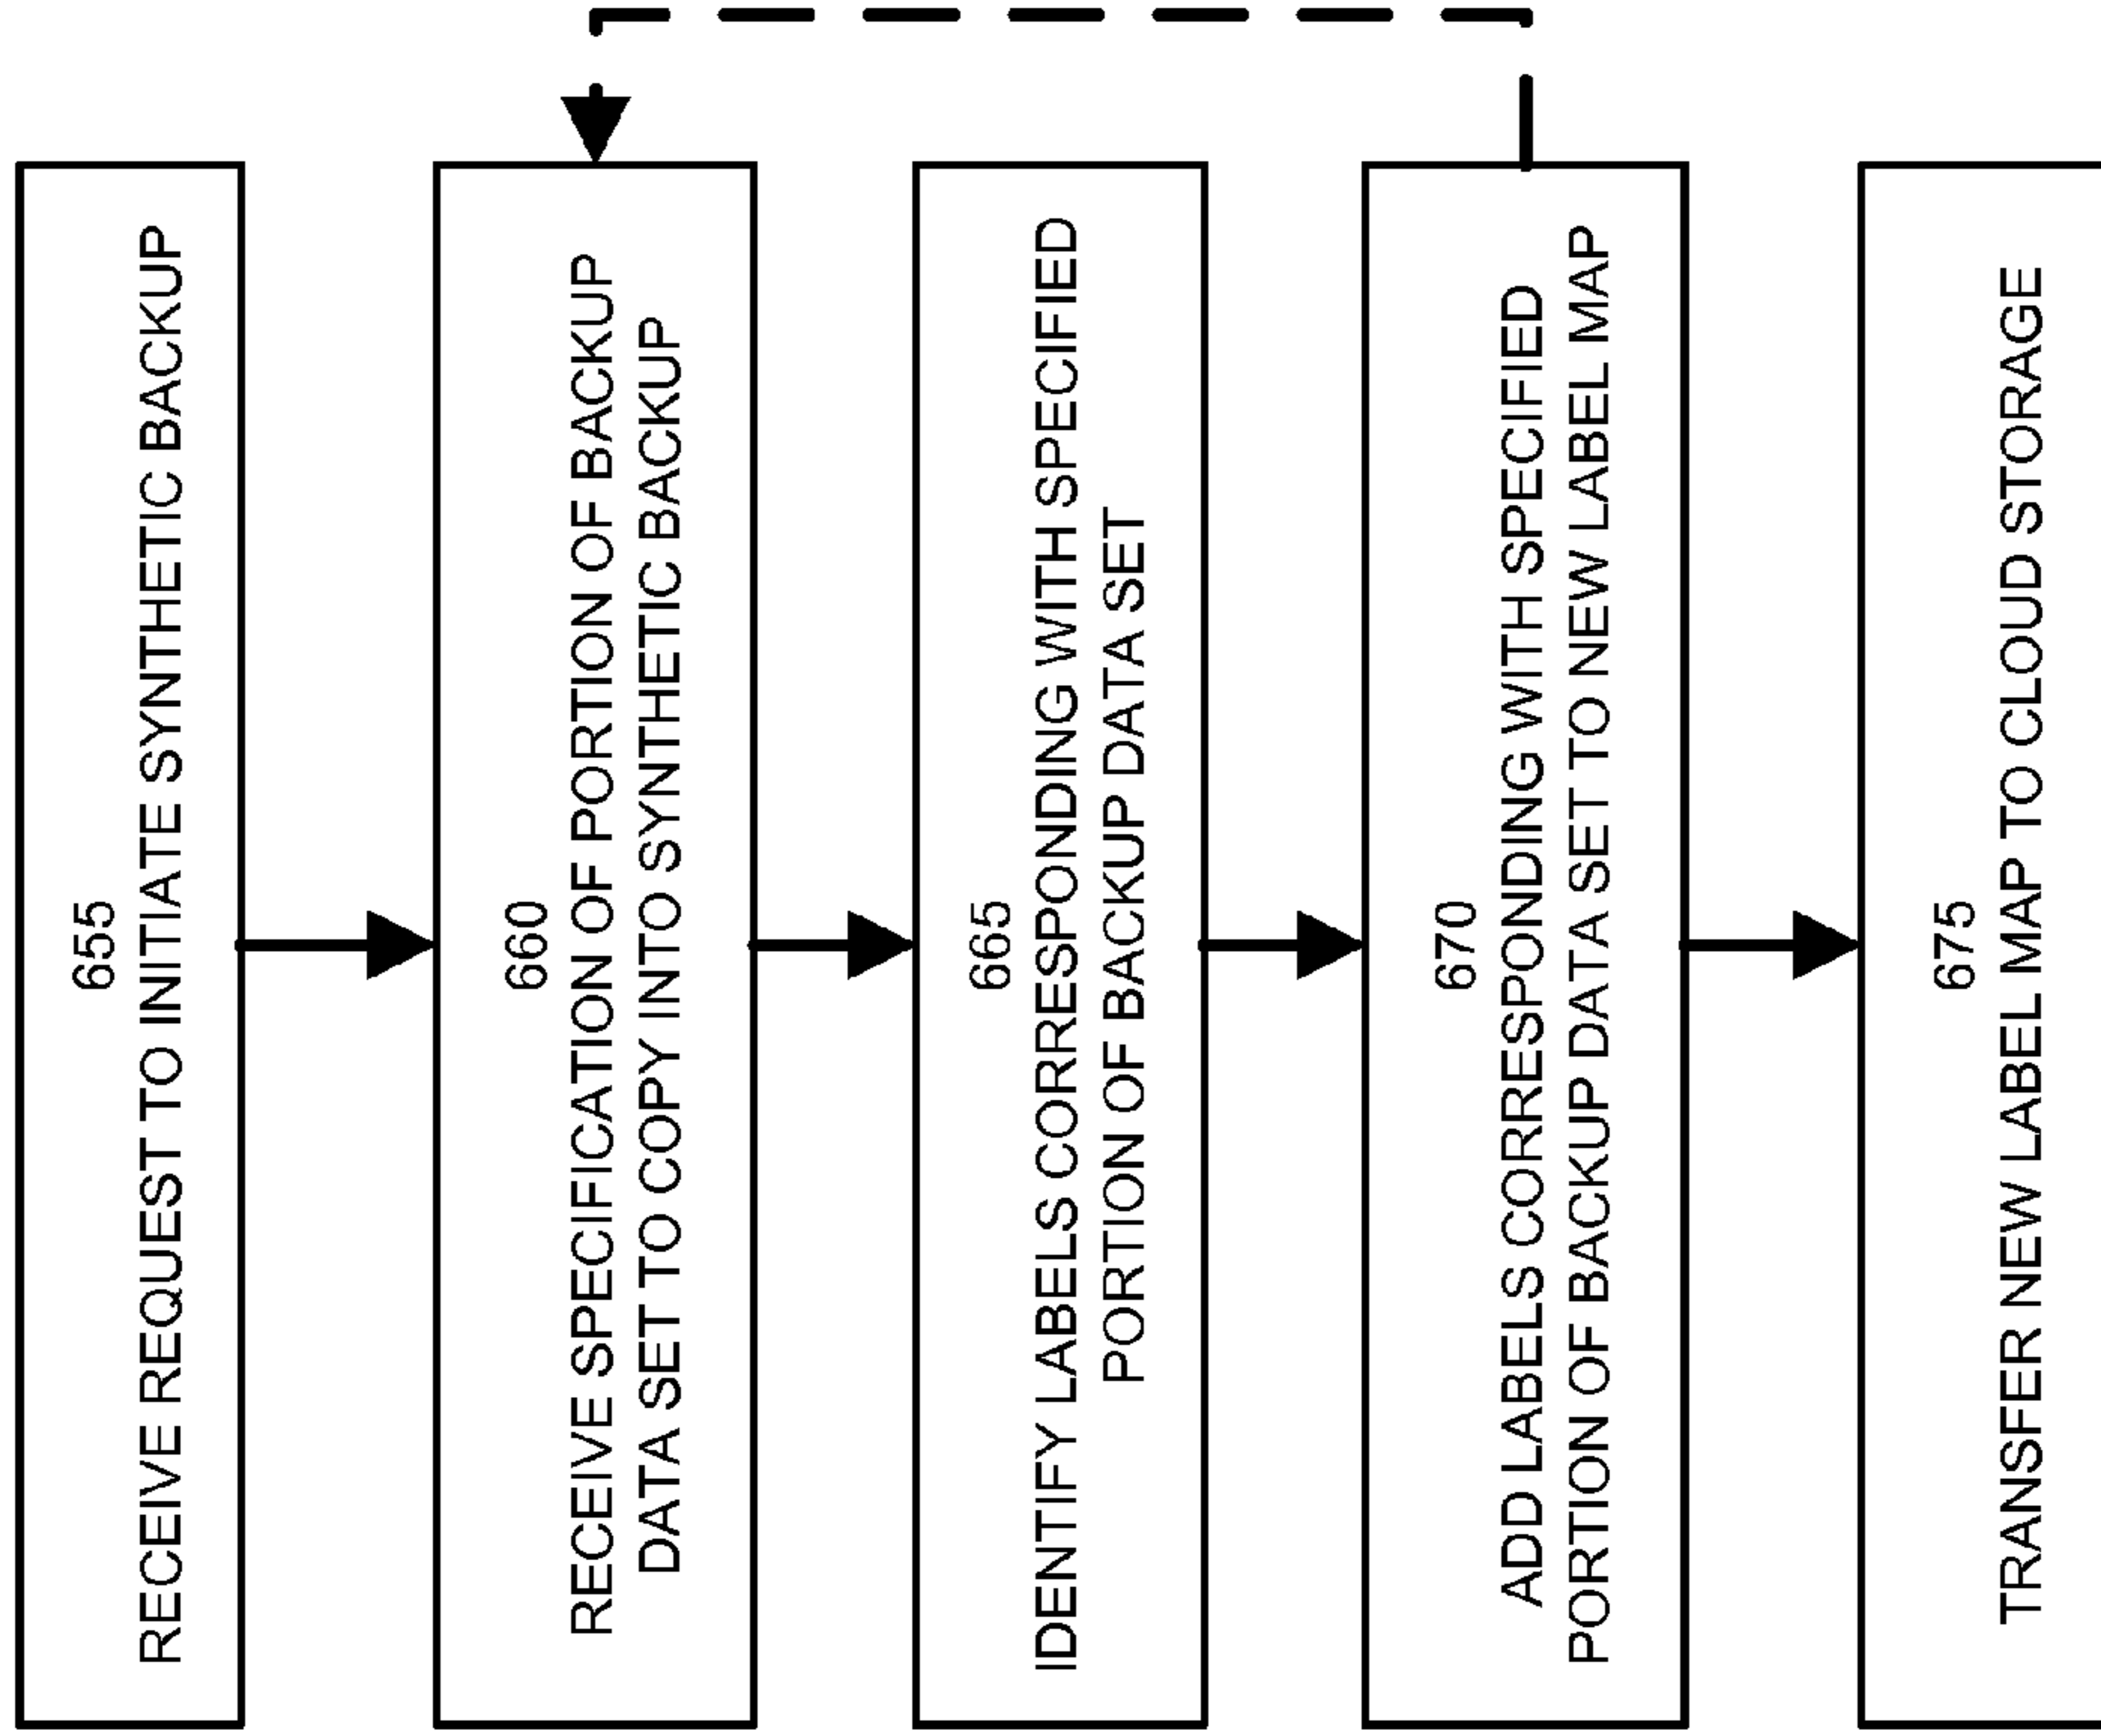 655
RECEIVE REQUEST TO INITIATE SYNTHETIC BACKUP
660
RECEIVE SPECIFICATION OF PORTION OF BACKUP
DATA SET TO COPY INTO SYNTHETIC BACKUP
665
IDENTIFY LABELS CORRESPONDING WITH SPECIFIED
PORTION OF BACKUP DATA SET
670
ADD LABELS CORRESPONDING WITH SPECIFIED
PORTION OF BACKUP DATA SET TO NEW LABEL MAP
675
TRANSFER NEW LABEL MAP TO CLOUD STORAGE